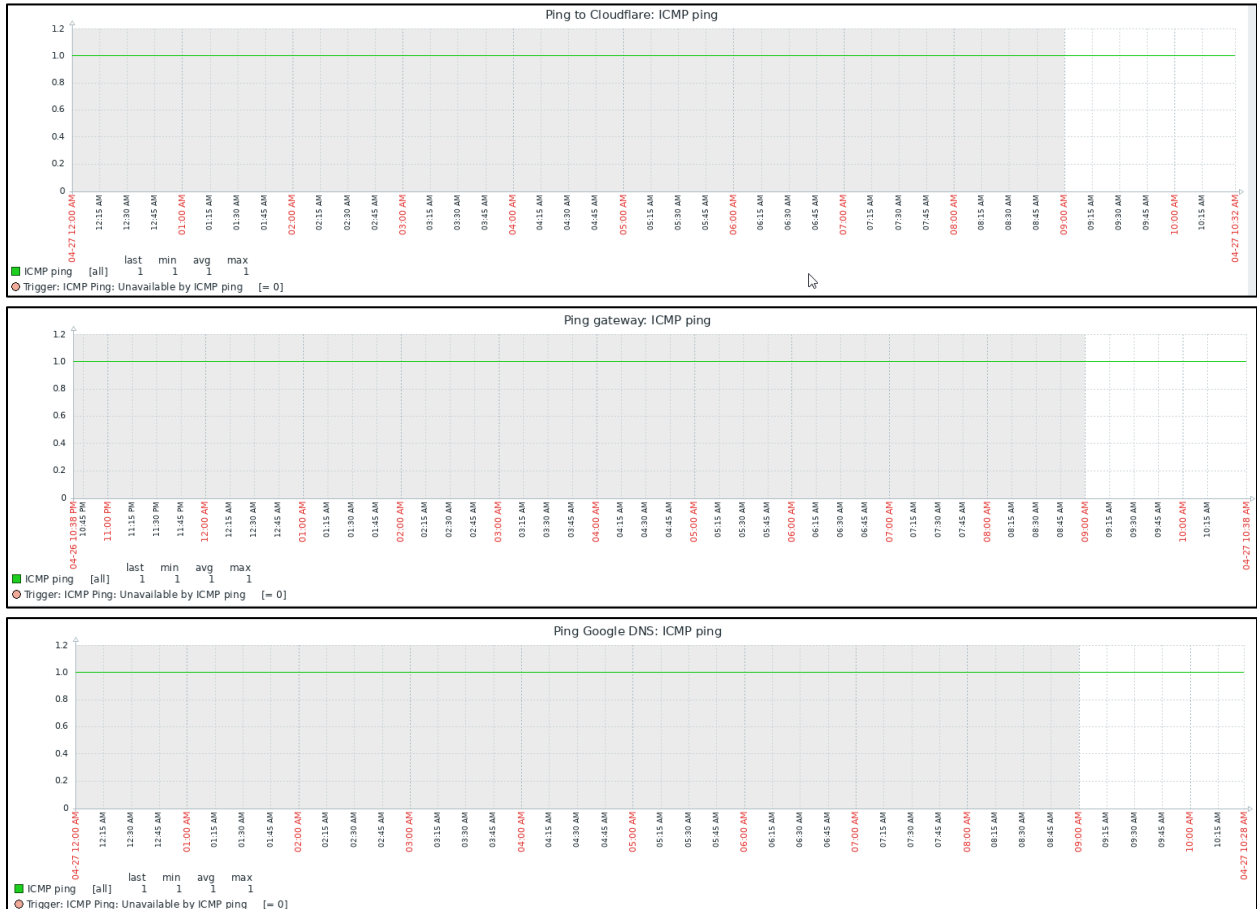 Ping to Cloudflare: ICMP ping
1.2
1.0
0.8
0.6
0.4
0.2
0
04-27 12:00 AM 12:15 AM 12:30 AM 12:45 AM 01:00 AM 01:15 AM 01:30 AM 01:45 AM 02:00 AM 02:15 AM 02:30 AM 02:45 AM 03:00 AM 03:15 AM 03:30 AM 03:45 AM 04:00 AM 04:15 AM 04:30 AM 04:45 AM 05:00 AM 05:15 AM 05:30 AM 05:45 AM 06:00 AM 06:15 AM 06:30 AM 06:45 AM 07:00 AM 07:15 AM 07:30 AM 07:45 AM 08:00 AM 08:15 AM 08:30 AM 08:45 AM 09:00 AM 09:15 AM 09:30 AM 09:45 AM 10:00 AM 10:15 AM 04-27 10:32 AM
last min avg max
ICMP ping [all] 1 1 1 1
Trigger: ICMP Ping: Unavailable by ICMP ping [= 0]
Ping gateway: ICMP ping
1.2
1.0
0.8
0.6
0.4
0.2
0
04-26 10:38 PM 10:45 PM 11:00 PM 11:15 PM 11:30 PM 11:45 PM 12:00 AM 12:15 AM 12:30 AM 12:45 AM 01:00 AM 01:15 AM 01:30 AM 01:45 AM 02:00 AM 02:15 AM 02:30 AM 02:45 AM 03:00 AM 03:15 AM 03:30 AM 03:45 AM 04:00 AM 04:15 AM 04:30 AM 04:45 AM 05:00 AM 05:15 AM 05:30 AM 05:45 AM 06:00 AM 06:15 AM 06:30 AM 06:45 AM 07:00 AM 07:15 AM 07:30 AM 07:45 AM 08:00 AM 08:15 AM 08:30 AM 08:45 AM 09:00 AM 09:15 AM 09:30 AM 09:45 AM 10:00 AM 10:15 AM 04-27 10:38 AM
last min avg max
ICMP ping [all] 1 1 1 1
Trigger: ICMP Ping: Unavailable by ICMP ping [= 0]
Ping Google DNS: ICMP ping
1.2
1.0
0.8
0.6
0.4
0.2
0
04-27 12:00 AM 12:15 AM 12:30 AM 12:45 AM 01:00 AM 01:15 AM 01:30 AM 01:45 AM 02:00 AM 02:15 AM 02:30 AM 02:45 AM 03:00 AM 03:15 AM 03:30 AM 03:45 AM 04:00 AM 04:15 AM 04:30 AM 04:45 AM 05:00 AM 05:15 AM 05:30 AM 05:45 AM 06:00 AM 06:15 AM 06:30 AM 06:45 AM 07:00 AM 07:15 AM 07:30 AM 07:45 AM 08:00 AM 08:15 AM 08:30 AM 08:45 AM 09:00 AM 09:15 AM 09:30 AM 09:45 AM 10:00 AM 10:15 AM 04-27 10:28 AM
last min avg max
ICMP ping [all] 1 1 1 1
Trigger: ICMP Ping: Unavailable by ICMP ping [= 0]